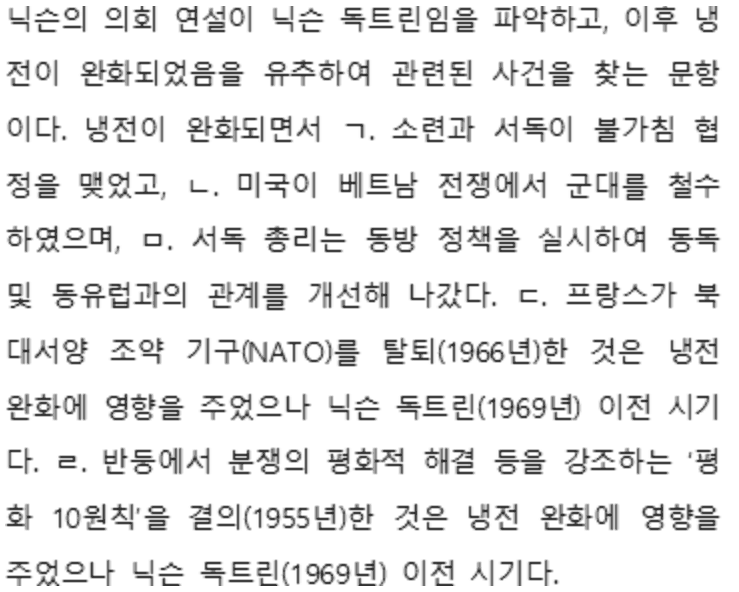 닉슨의 의회 연설이 닉슨 독트린임을 파악하고, 이후 냉
전이 완화되었음을 유추하여 관련된 사건을 찾는 문항
이다. 냉전이 완화되면서 ㄱ. 소련과 서독이 불가침 협
정을 맺었고, ㄴ. 미국이 베트남 전쟁에서 군대를 철수
하였으며, ㅁ. 서독 총리는 동방 정책을 실시하여 동독
및 동유럽과의 관계를 개선해 나갔다. ㄷ. 프랑스가 북
대서양 조약 기구(NATO)를 탈퇴(1966년)한 것은 냉전
완화에 영향을 주었으나 닉슨 독트린(1969년) 이전 시기
다. ㄹ. 반둥에서 분쟁의 평화적 해결 등을 강조하는 '평
화 10원칙'을 결의(1955년)한 것은 냉전 완화에 영향을
주었으나 닉슨 독트린(1969년) 이전 시기다.